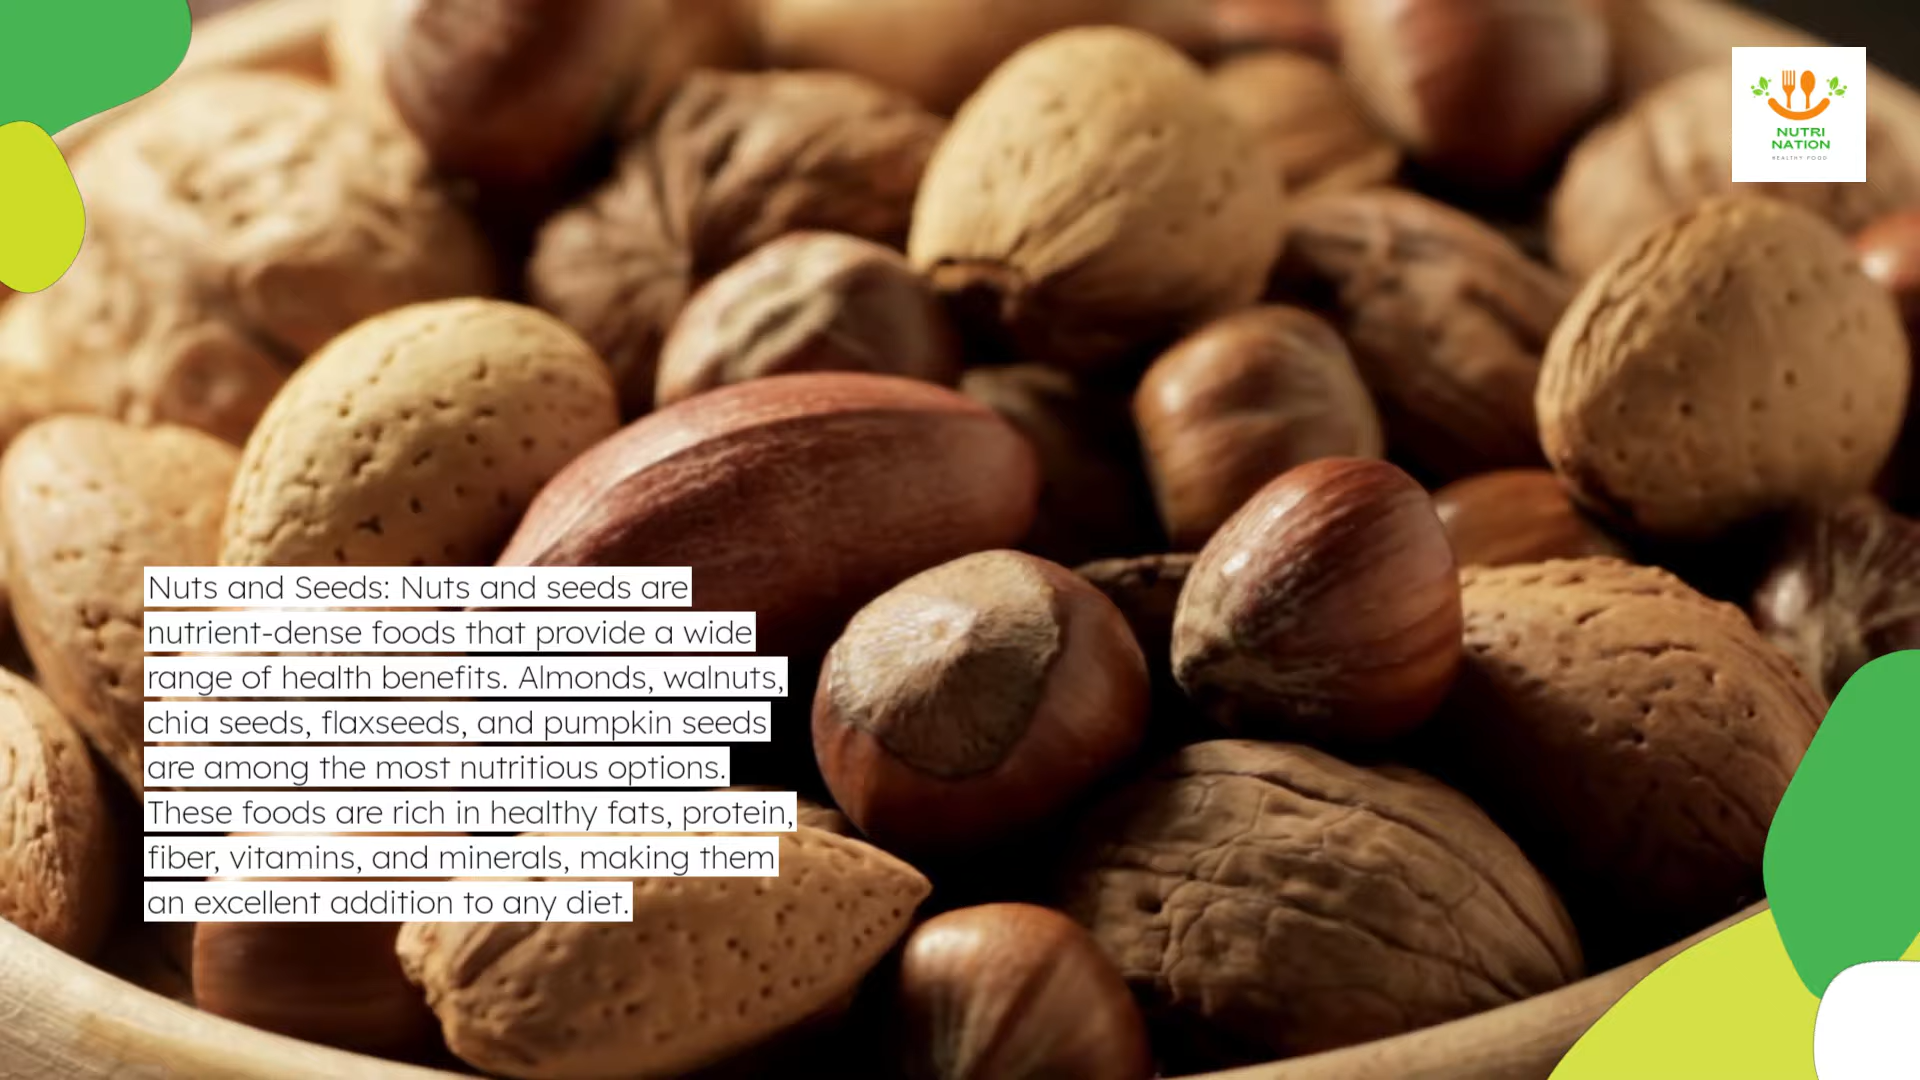 NUTRI
NATION
HEALTHY FOOD
Nuts and Seeds: Nuts and seeds are
nutrient-dense foods that provide a wide
range of health benefits. Almonds, walnuts,
chia seeds, flaxseeds, and pumpkin seeds
are among the most nutritious options.
These foods are rich in healthy fats, protein,
fiber, vitamins, and minerals, making them
an excellent addition to any diet.